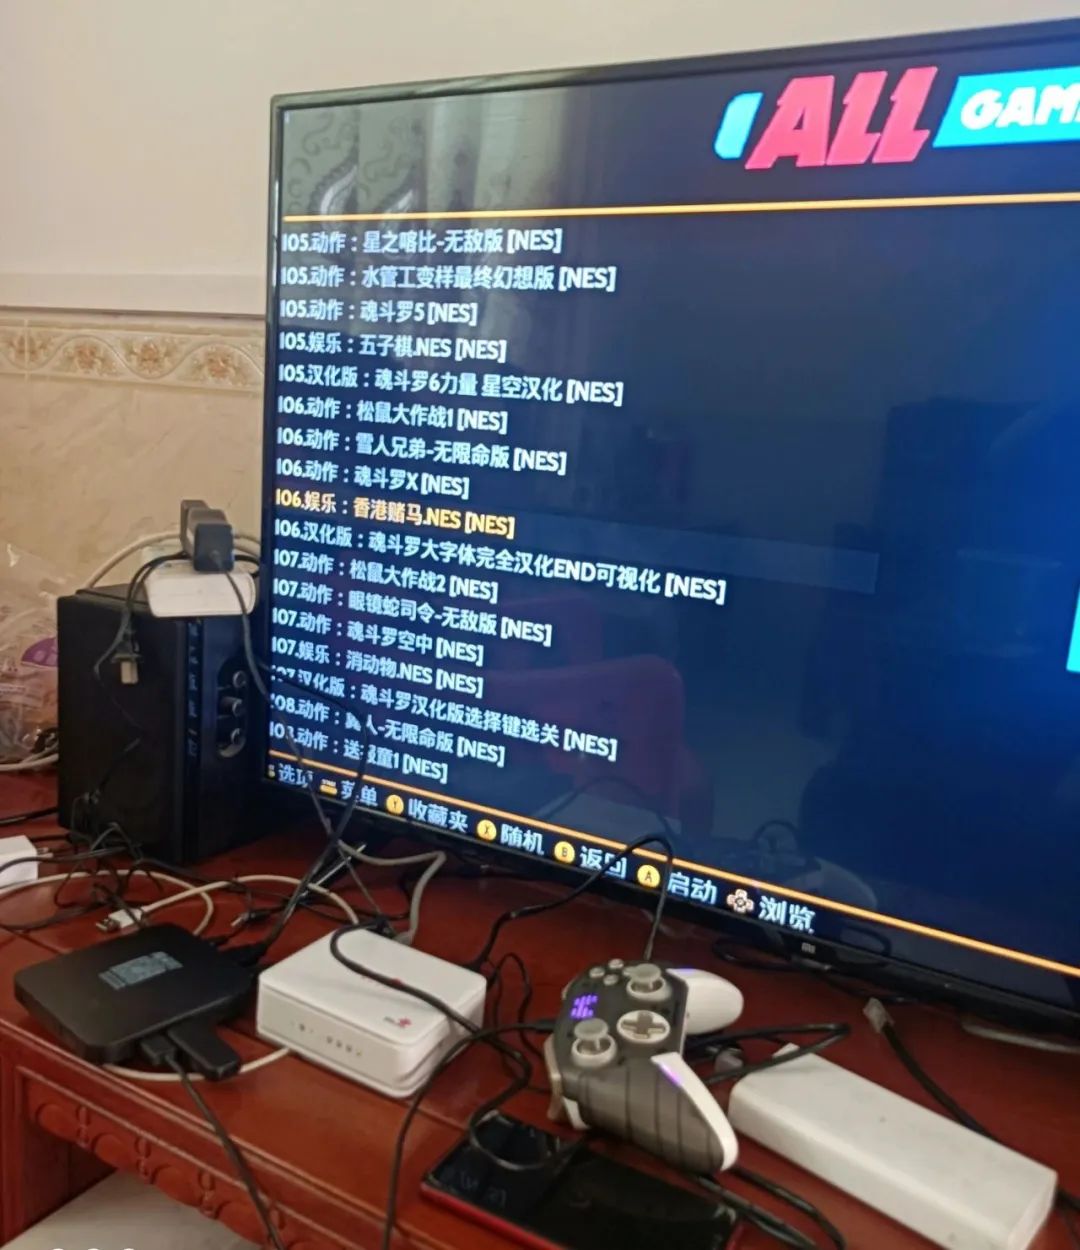 ALL GAM
105.动作：星之喀比-无敌版 [NES]
105.动作：水管工变样最终幻想版 [NES]
105.动作：魂斗罗5 [NES]
105.娱乐：五子棋.NES [NES]
105.汉化版：魂斗罗6力量 星空汉化 [NES]
106.动作：松鼠大作战1 [NES]
106.动作：雪人兄弟-无限命版 [NES]
106.动作：魂斗罗X [NES]
106.娱乐：香港赌马.NES [NES]
106.汉化版：魂斗罗大字体完全汉化END可视化 [NES]
107.动作：松鼠大作战2 [NES]
107.动作：眼镜蛇司令-无敌版 [NES]
107.动作：魂斗罗空中 [NES]
107.娱乐：消动物.NES [NES]
107.汉化版：魂斗罗汉化版选择键选关 [NES]
108.动作：人-无限命版 [NES]
108.动作：送报童1 [NES]
选项 START 菜单 Y 收藏夹 X 随机 B 返回 A 启动 浏览
mi